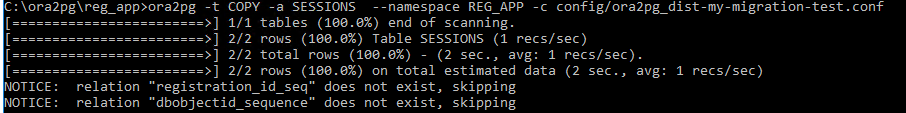 C:\ora2pg\reg_app>ora2pg -t COPY -a SESSIONS  --namespace REG_APP -c config/ora2pg_dist-my-migration-test.conf
[========================>] 1/1 tables (100.0%) end of scanning.
[========================>] 2/2 rows (100.0%) Table SESSIONS (1 recs/sec)
[========================>] 2/2 total rows (100.0%) - (2 sec., avg: 1 recs/sec).
[========================>] 2/2 rows (100.0%) on total estimated data (2 sec., avg: 1 recs/sec)
NOTICE:  relation "registration_id_seq" does not exist, skipping
NOTICE:  relation "dbobjectid_sequence" does not exist, skipping